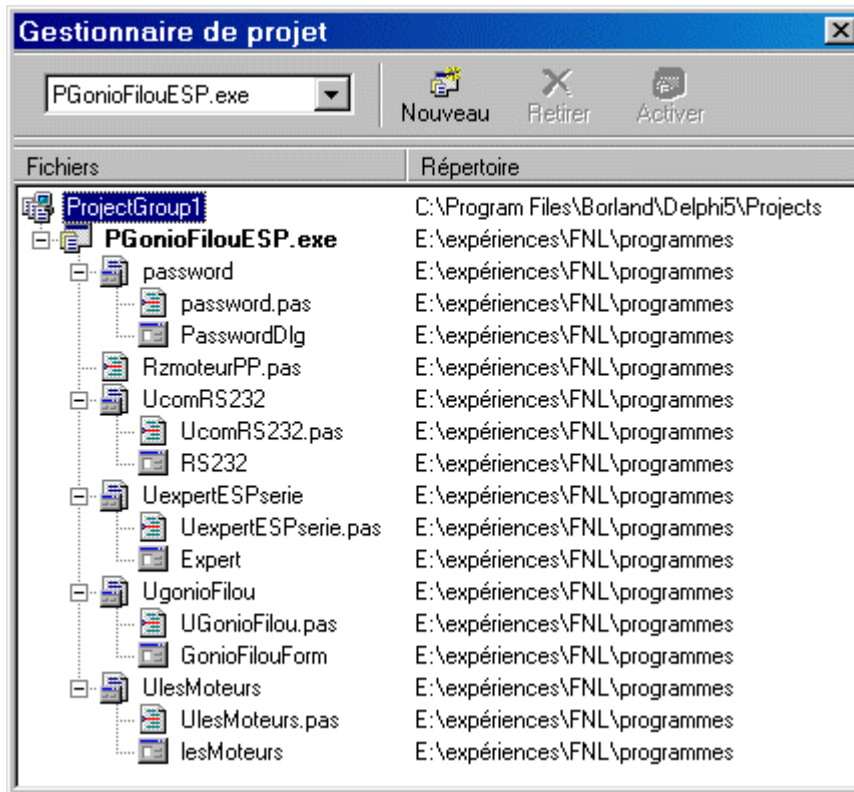 Gestionnaire de projet
PGonioFilouESP.exe
Nouveau Retirer Activer
Fichiers Répertoire
ProjectGroup1 C:\Program Files\Borland\Delphi5\Projects
PGonioFilouESP.exe E:\expériences\FNL\programmes
password E:\expériences\FNL\programmes
password.pas E:\expériences\FNL\programmes
PasswordDlg E:\expériences\FNL\programmes
RzmoteurPP.pas E:\expériences\FNL\programmes
UcomRS232 E:\expériences\FNL\programmes
UcomRS232.pas E:\expériences\FNL\programmes
RS232 E:\expériences\FNL\programmes
UexpertESPserie E:\expériences\FNL\programmes
UexpertESPserie.pas E:\expériences\FNL\programmes
Expert E:\expériences\FNL\programmes
UgonioFilou E:\expériences\FNL\programmes
UGonioFilou.pas E:\expériences\FNL\programmes
GonioFilouForm E:\expériences\FNL\programmes
UlesMoteurs E:\expériences\FNL\programmes
UlesMoteurs.pas E:\expériences\FNL\programmes
lesMoteurs E:\expériences\FNL\programmes